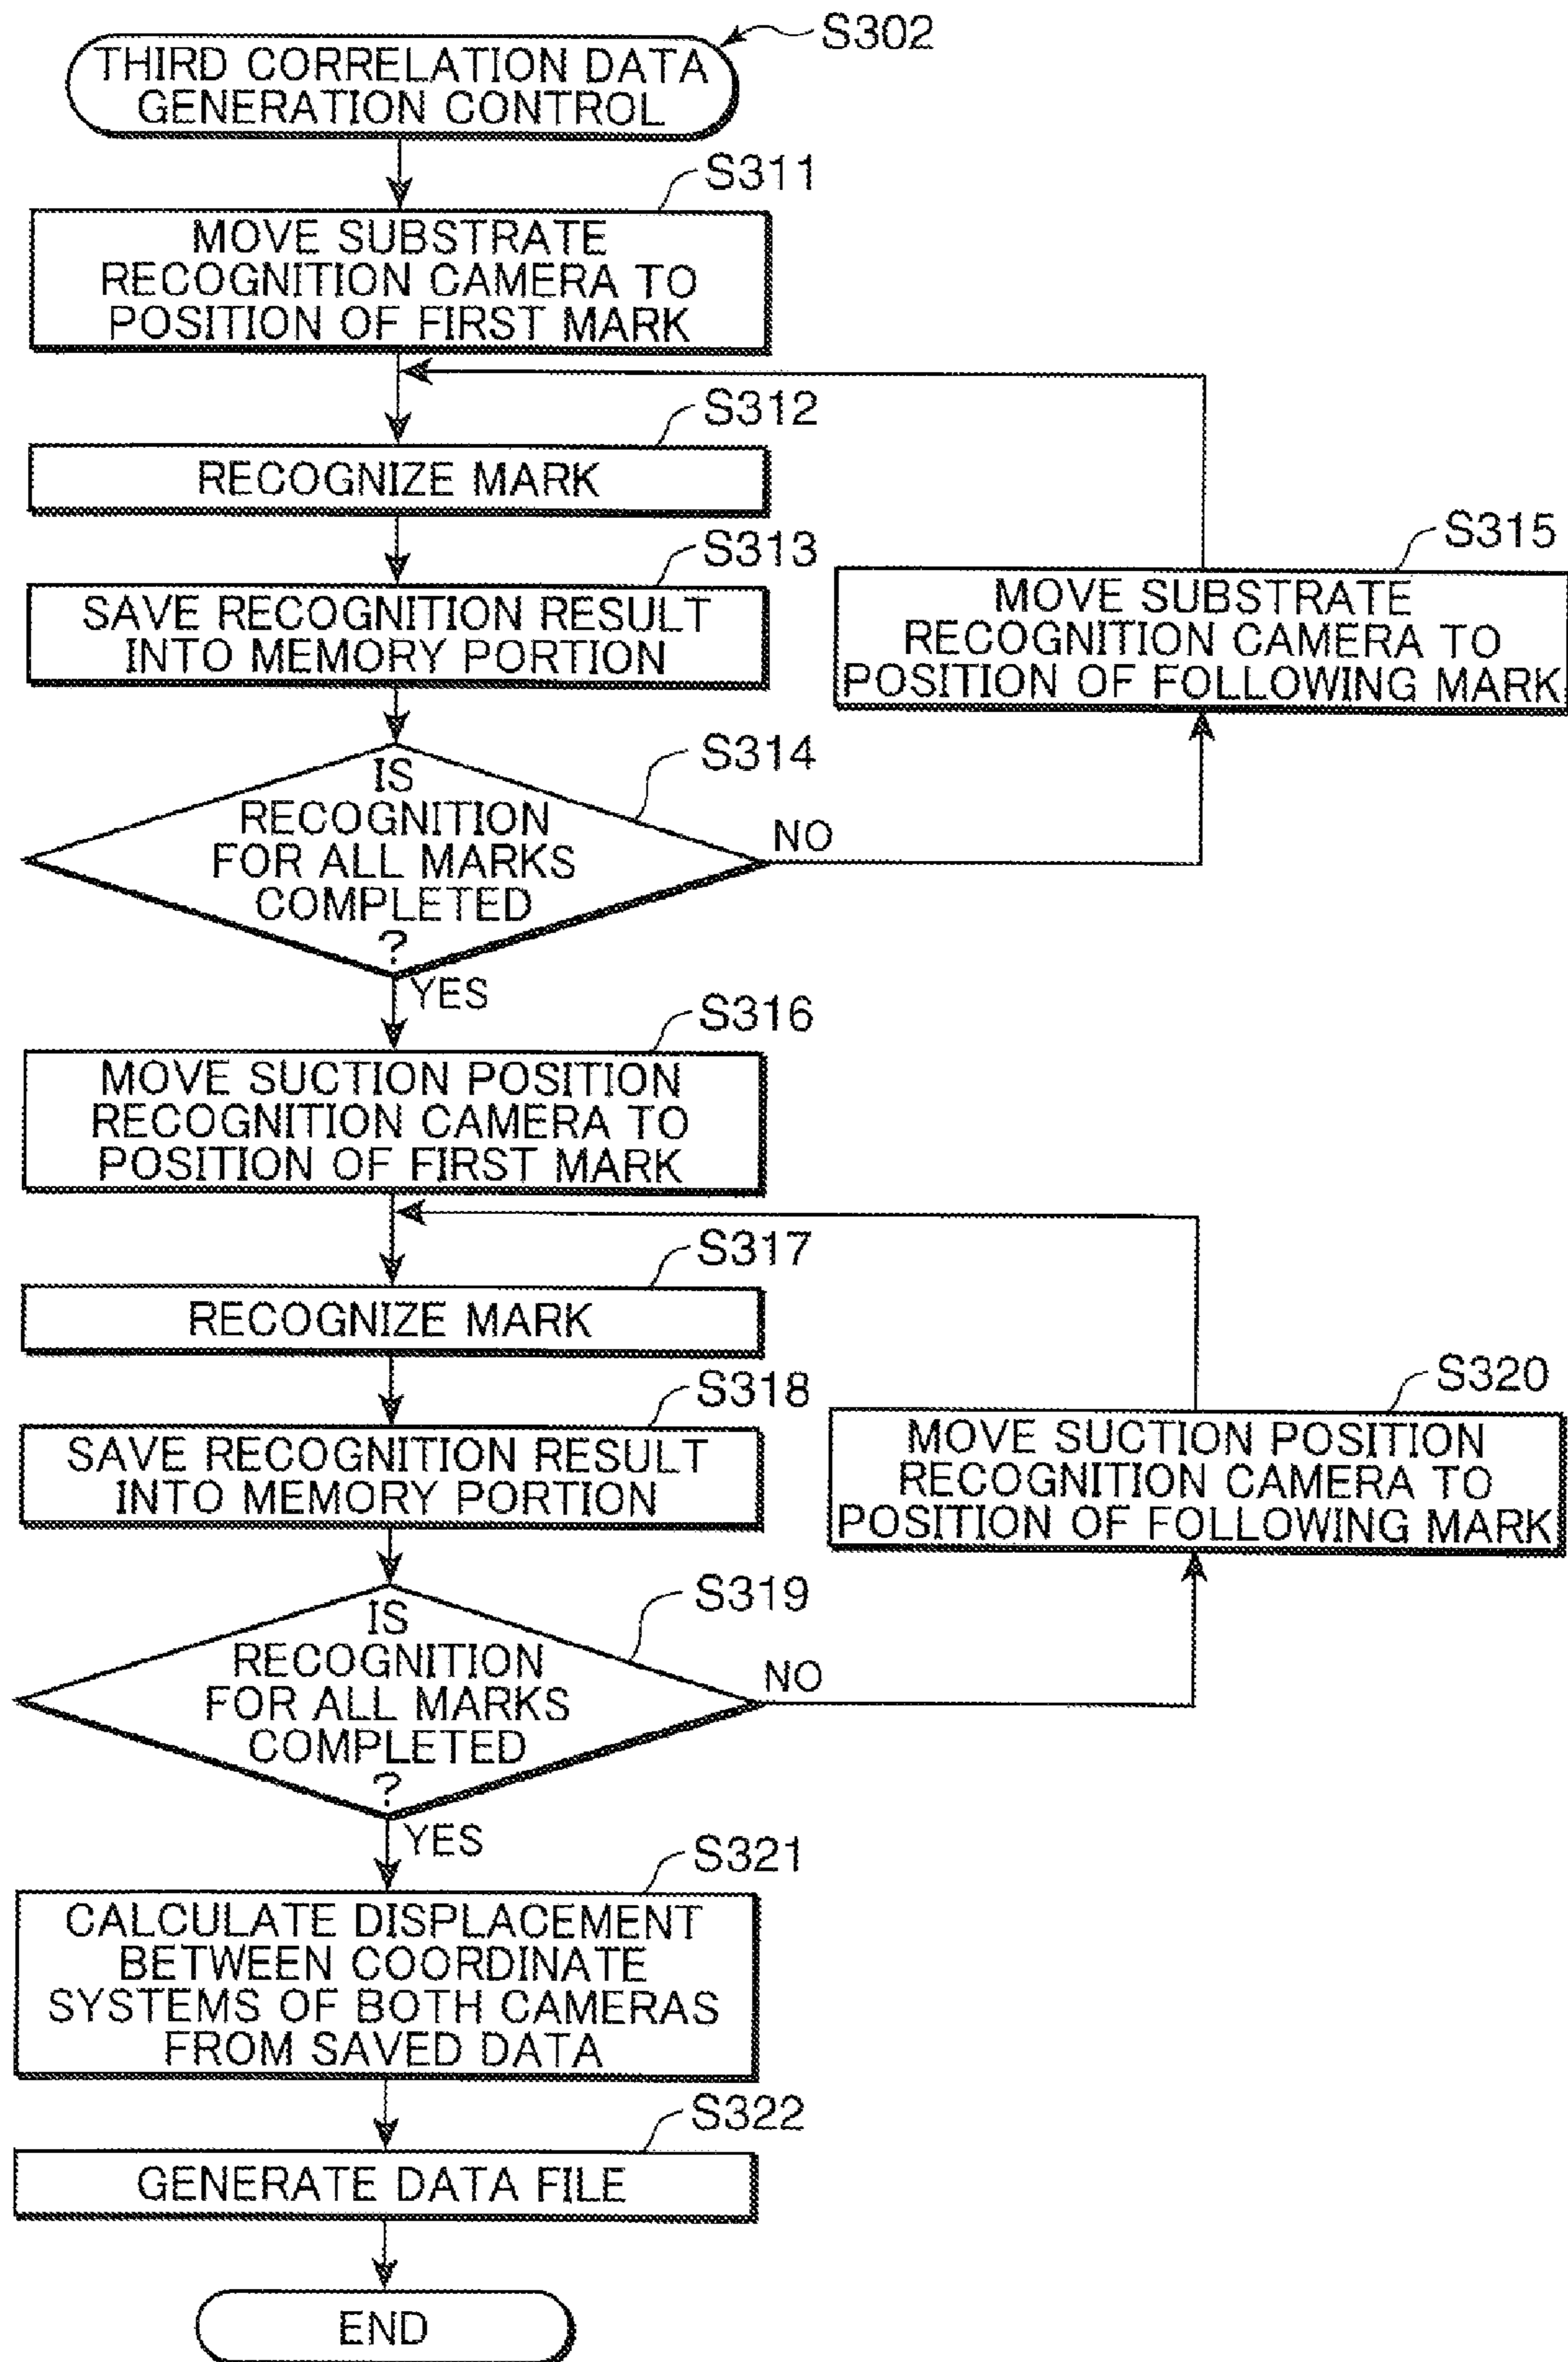 S302
THIRD CORRELATION DATA
GENERATION CONTROL
S311
MOVE SUBSTRATE
RECOGNITION CAMERA TO
POSITION OF FIRST MARK
S312
RECOGNIZE MARK
S313
SAVE RECOGNITION RESULT
INTO MEMORY PORTION
S315
MOVE SUBSTRATE
RECOGNITION CAMERA TO
POSITION OF FOLLOWING MARK
S314
IS
RECOGNITION
FOR ALL MARKS
COMPLETED
?
NO
YES
S316
MOVE SUCTION POSITION
RECOGNITION CAMERA TO
POSITION OF FIRST MARK
S317
RECOGNIZE MARK
S318
SAVE RECOGNITION RESULT
INTO MEMORY PORTION
S320
MOVE SUCTION POSITION
RECOGNITION CAMERA TO
POSITION OF FOLLOWING MARK
S319
IS
RECOGNITION
FOR ALL MARKS
COMPLETED
?
NO
YES
S321
CALCULATE DISPLACEMENT
BETWEEN COORDINATE
SYSTEMS OF BOTH CAMERAS
FROM SAVED DATA
S322
GENERATE DATA FILE
END